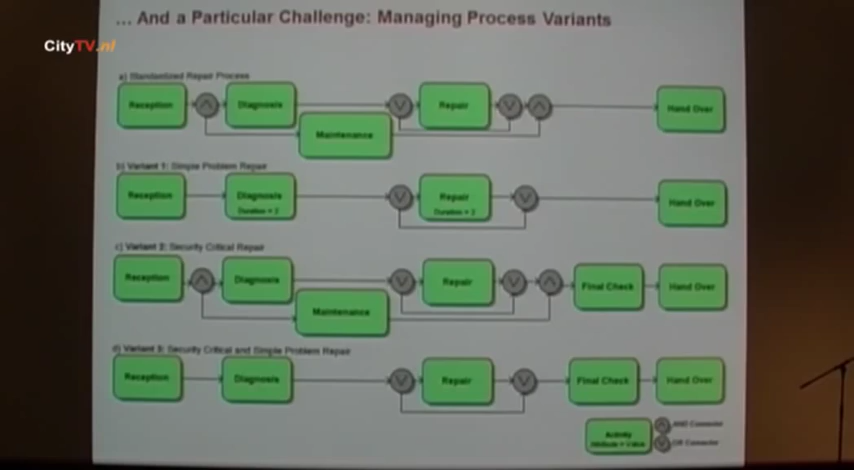 ... And a Particular Challenge: Managing Process Variants
CityTV.nl
a) Standardized Repair Process
Reception
Diagnosis
Repair
Hand Over
Maintenance
b) Variant 1: Simple Problem Repair
Reception
Diagnosis
Duration = 2
Repair
Duration = 2
Hand Over
c) Variant 2: Security Critical Repair
Reception
Diagnosis
Repair
Final Check
Hand Over
Maintenance
d) Variant 3: Security Critical and Simple Problem Repair
Reception
Diagnosis
Repair
Final Check
Hand Over
Activity
Attribute = Value
AND Connector
OR Connector